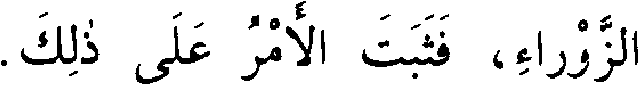 الزَّوْراءِ، فَثَبَتَ الأَمْرُ عَلَى ذٰلِكَ.